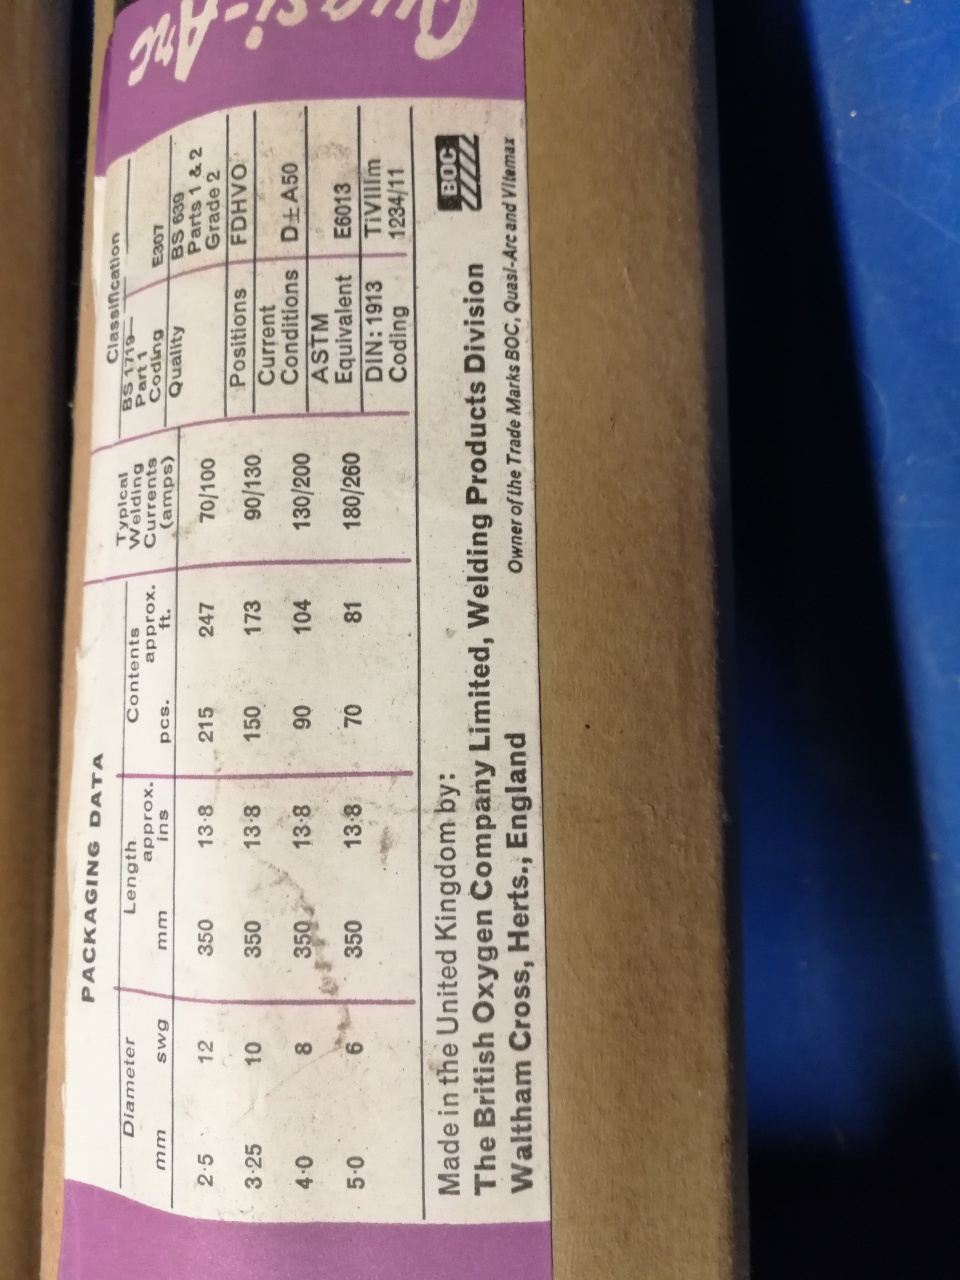 PACKAGING DATA
Diameter Length Contents Typical Welding Currents (amps) Classification
mm swg mm approx. ins pcs. approx. ft.
2·5 12 350 13·8 215 247 70/100
3·25 10 350 13·8 150 173 90/130
4·0 8 350 13·8 90 104 130/200
5·0 6 350 13·8 70 81 180/260
BS 1719— Part 1 Coding E307
Quality BS 639 Parts 1 & 2 Grade 2
Positions FDHVO
Current Conditions D±A50
ASTM Equivalent E6013
DIN: 1913 Coding TiVIIIm 1234/11
Made in the United Kingdom by:
The British Oxygen Company Limited, Welding Products Division
Waltham Cross, Herts., England
BOC
Owner of the Trade Marks BOC, Quasi-Arc and Vitemax
Quasi-Arc